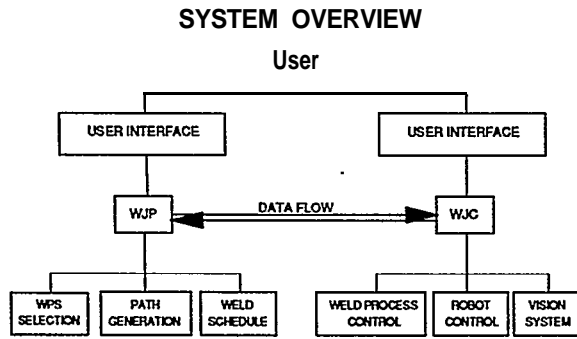 SYSTEM OVERVIEW
User
USER INTERFACE
USER INTERFACE
WJP
DATA FLOW
WJC
WPS
SELECTION
PATH
GENERATION
WELD
SCHEDULE
WELD PROCESS
CONTROL
ROBOT
CONTROL
VISION
SYSTEM